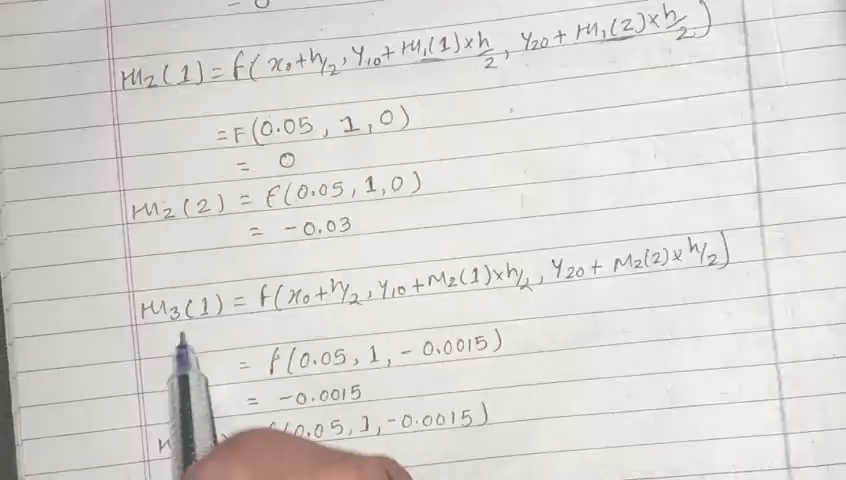 m₂(1) = f(x₀+h/2, y₁₀+m₁(1)×h/2, y₂₀+m₁(2)×h/2)
= F(0.05, 1, 0)
= 0
m₂(2) = f(0.05, 1, 0)
= -0.03
m₃(1) = f(x₀+h/2, y₁₀+M₂(1)×h/2, y₂₀+M₂(2)×h/2)
= f(0.05, 1, -0.0015)
= -0.0015
(0.05, 1, -0.0015)